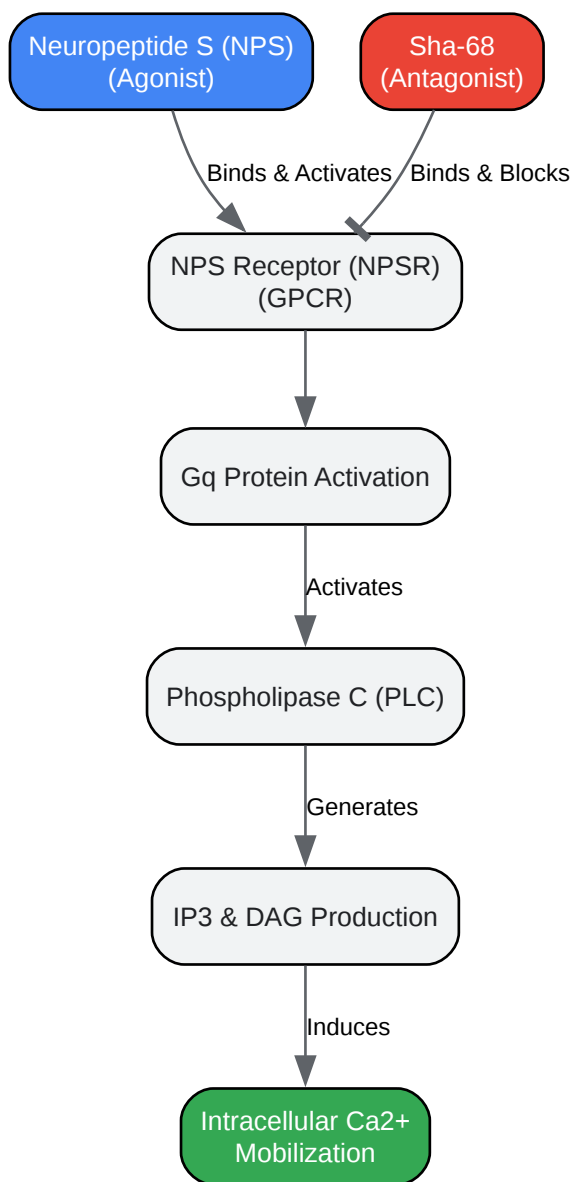 Neuropeptide S (NPS)
(Agonist)
Sha-68
(Antagonist)
Binds & Activates
Binds & Blocks
NPS Receptor (NPSR)
(GPCR)
Gq Protein Activation
Activates
Phospholipase C (PLC)
Generates
IP3 & DAG Production
Induces
Intracellular Ca2+
Mobilization